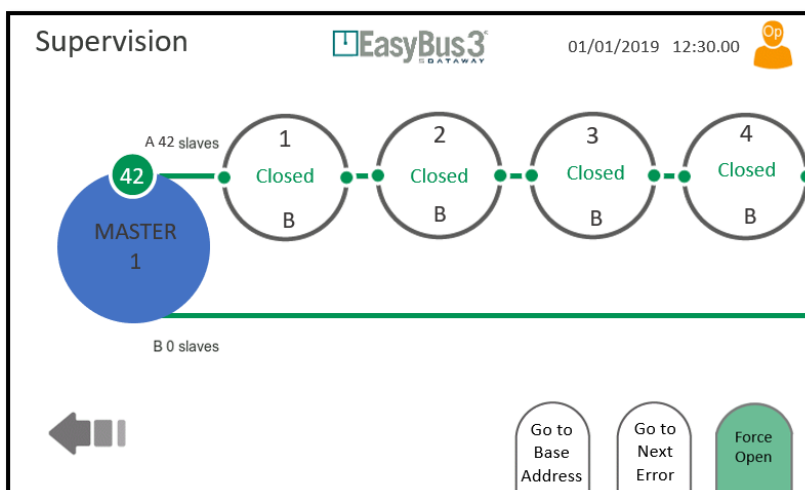 Supervision
EasyBus3
DATAWAY
01/01/2019 12:30.00
Op
A 42 slaves
42
MASTER
1
1
Closed
B
2
Closed
B
3
Closed
B
4
Closed
B
B 0 slaves
Go to
Base
Address
Go to
Next
Error
Force
Open